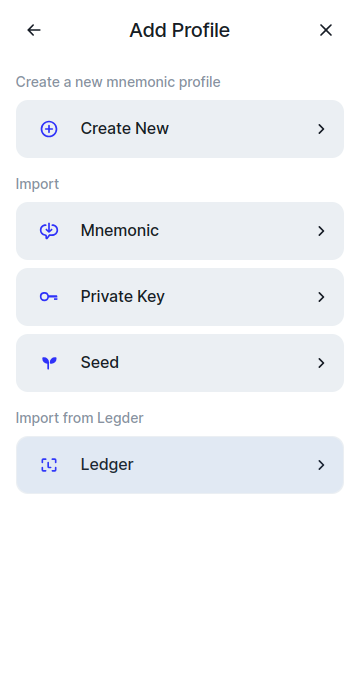 Add Profile
Create a new mnemonic profile
Create New
Import
Mnemonic
Private Key
Seed
Import from Legder
Ledger